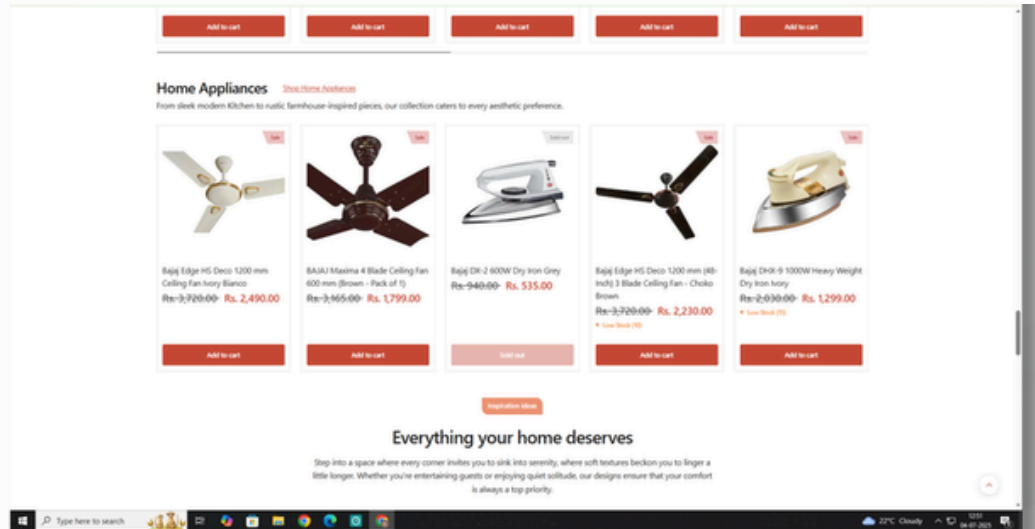 Add to cart
Add to cart
Add to cart
Add to cart
Add to cart
Home Appliances Shop Home Appliances
From sleek modern Kitchen to rustic farmhouse-inspired pieces, our collection caters to every aesthetic preference.
Sale
Sale
Sold out
Sale
Sale
Bajaj Edge HS Deco 1200 mm
Ceiling Fan Ivory Bianco
Rs. 3,720.00 Rs. 2,490.00
BAJAJ Maxima 4 Blade Ceiling Fan
600 mm (Brown - Pack of 1)
Rs. 3,165.00 Rs. 1,799.00
Bajaj DX-2 600W Dry Iron Grey
Rs. 940.00 Rs. 535.00
Bajaj Edge HS Deco 1200 mm (48-
Inch) 3 Blade Ceiling Fan - Choko
Brown
Rs. 3,720.00 Rs. 2,230.00
Low Stock (10)
Bajaj DHX-9 1000W Heavy Weight
Dry Iron Ivory
Rs. 2,030.00 Rs. 1,299.00
Low Stock (15)
Add to cart
Add to cart
Sold out
Add to cart
Add to cart
Inspiration ideas
Everything your home deserves
Step into a space where every corner invites you to sink into serenity, where soft textures beckon you to linger a
little longer. Whether you're entertaining guests or enjoying quiet solitude, our designs ensure that your comfort
is always a top priority.
Type here to search
22°C Cloudy
12:51
04-07-2025